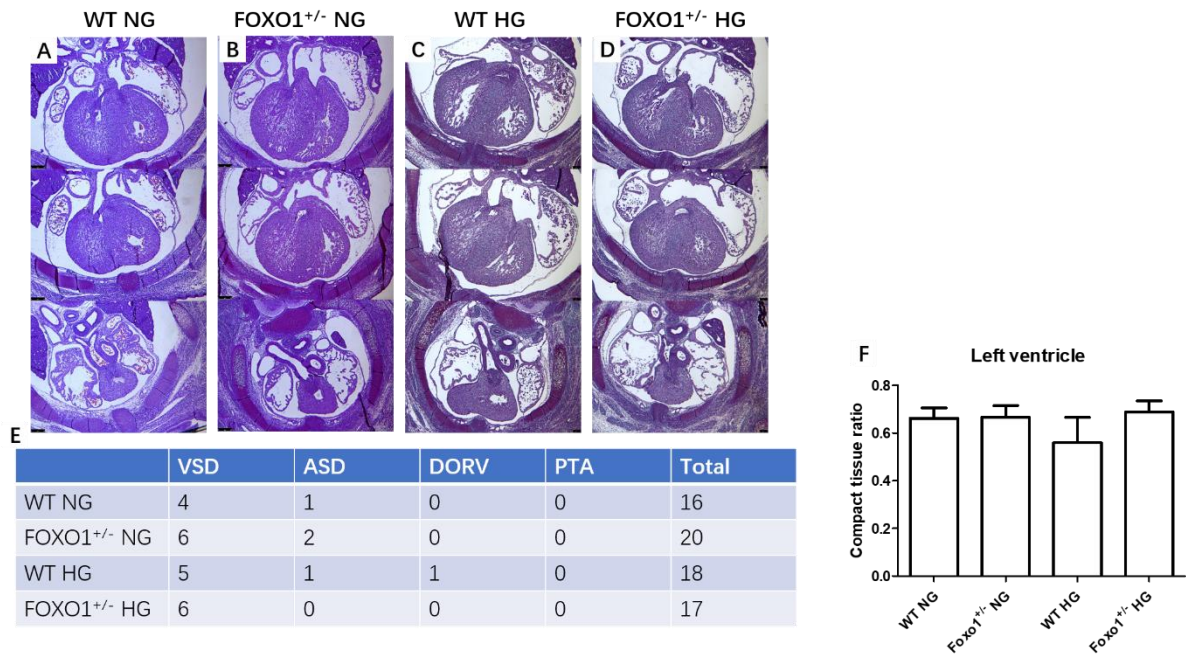 WT NG FOXO1+/- NG WT HG FOXO1+/- HG
A B C D
E
VSD ASD DORV PTA Total
WT NG 4 1 0 0 16
FOXO1+/- NG 6 2 0 0 20
WT HG 5 1 1 0 18
FOXO1+/- HG 6 0 0 0 17
F
Left ventricle
Compact tissue ratio
0.8
0.6
0.4
0.2
0.0
WT NG Foxo1+/- NG WT HG Foxo1+/- HG